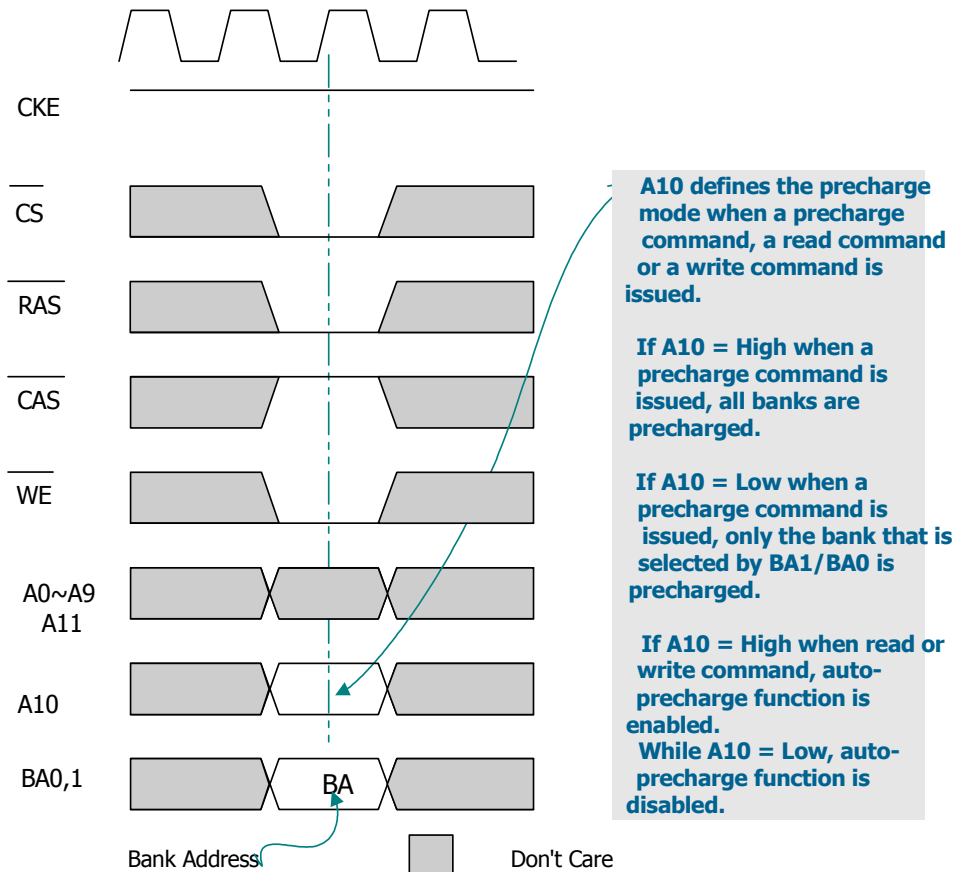 CKE
CS
RAS
CAS
WE
A0~A9
A11
A10
BA0,1
BA
Bank Address
Don't Care
A10 defines the precharge
mode when a precharge
command, a read command
or a write command is
issued.
If A10 = High when a
precharge command is
issued, all banks are
precharged.
If A10 = Low when a
precharge command is
issued, only the bank that is
selected by BA1/BA0 is
precharged.
If A10 = High when read or
write command, auto-
precharge function is
enabled.
While A10 = Low, auto-
precharge function is
disabled.